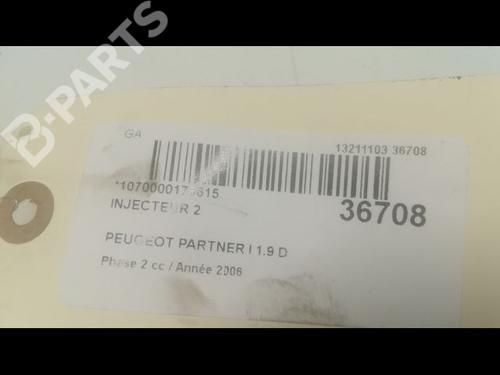 B-PARTS
GA
13211103 36708
INJECTEUR 2
36708
PEUGEOT PARTNER I 1.9 D
Phase 2 cc / Année 2006